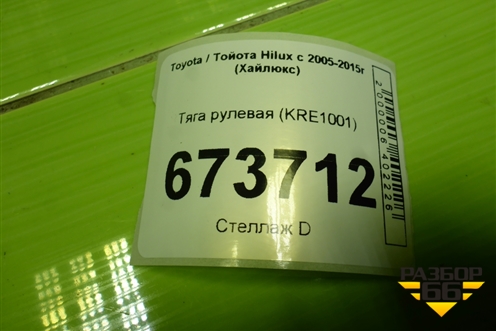 Toyota / Тойота Hilux с 2005-2015г
(Хайлюкс)
Тяга рулевая (KRE1001)
673712
Стеллаж D
2000006402226
РАЗБОР
66